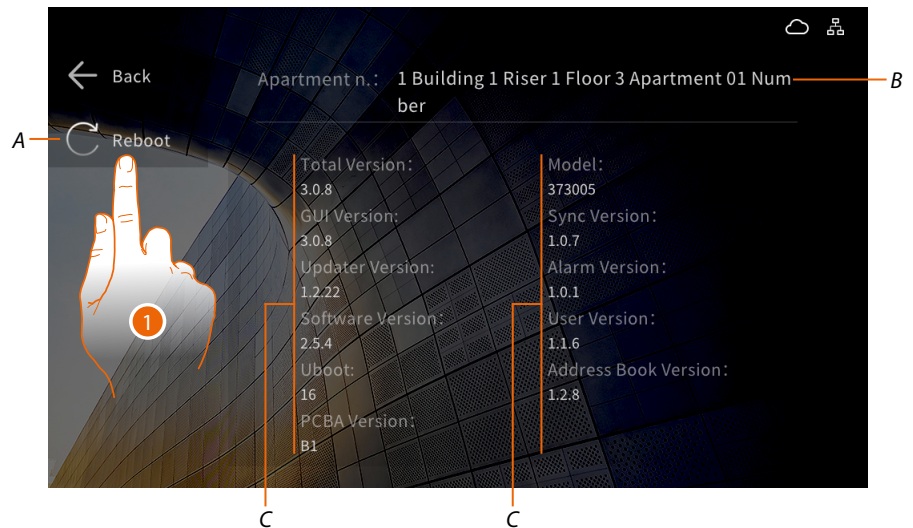 Back
Apartment n.: 1 Building 1 Riser 1 Floor 3 Apartment 01 Num
ber
B
A
Reboot
Total Version:
3.0.8
GUI Version:
3.0.8
Updater Version:
1.2.22
Software Version:
2.5.4
Uboot:
16
PCBA Version:
B1
Model:
373005
Sync Version:
1.0.7
Alarm Version:
1.0.1
User Version:
1.1.6
Address Book Version:
1.2.8
1
C
C